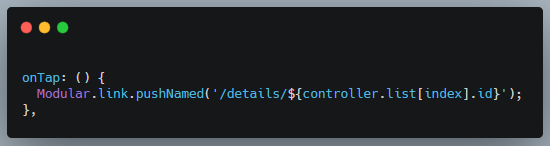 onTap: () {
Modular.link.pushNamed('/details/${controller.list[index].id}');
},